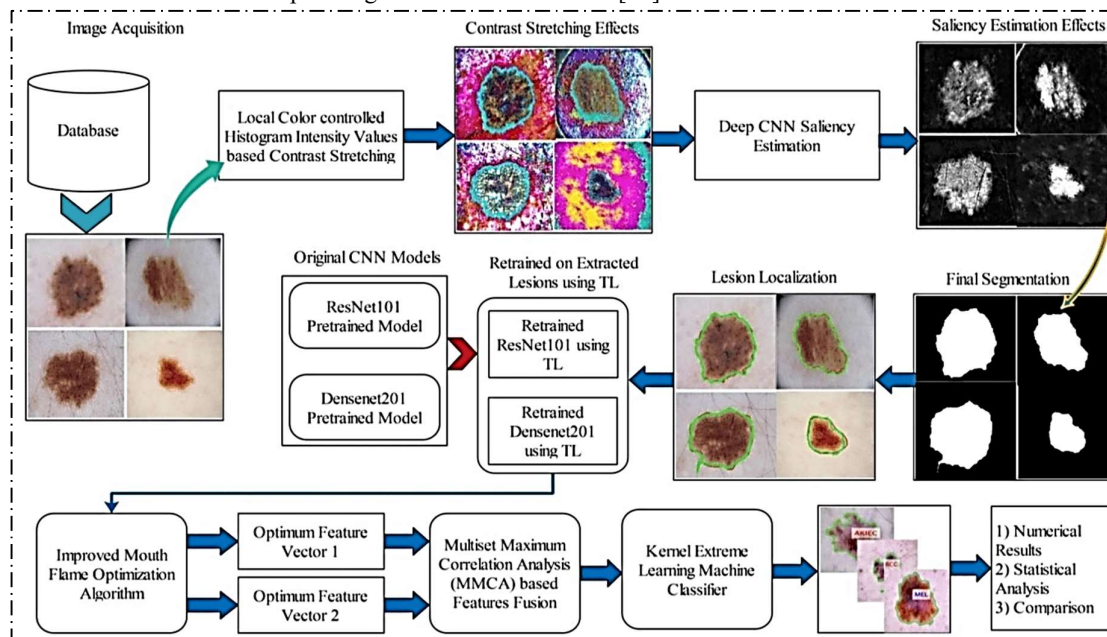 Image Acquisition
Contrast Stretching Effects
Saliency Estimation Effects
Database
Local Color controlled
Histogram Intensity Values
based Contrast Stretching
Deep CNN Saliency
Estimation
Original CNN Models
Retrained on Extracted
Lesions using TL
Lesion Localization
Final Segmentation
ResNet101
Pretrained Model
Densenet201
Pretrained Model
Retrained
ResNet101 using
TL
Retrained
Densenet201
using TL
Improved Mouth
Flame Optimization
Algorithm
Optimum Feature
Vector 1
Optimum Feature
Vector 2
Multiset Maximum
Correlation Analysis
(MMCA) based
Features Fusion
Kernel Extreme
Learning Machine
Classifier
AKIEC
BCC
MEL
1) Numerical
Results
2) Statistical
Analysis
3) Comparison